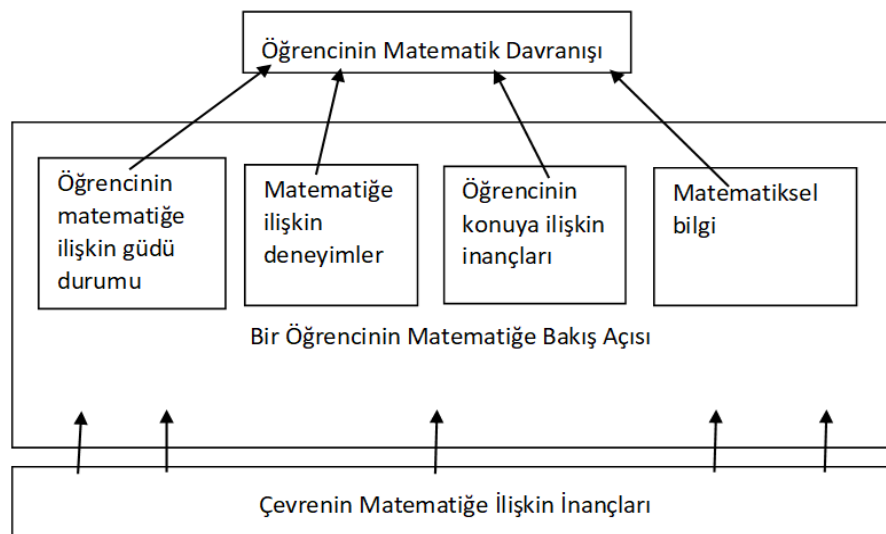 Öğrencinin Matematik Davranışı
Öğrencinin
matematiğe
ilişkin güdü
durumu
Matematiğe
ilişkin
deneyimler
Öğrencinin
konuya ilişkin
inançları
Matematiksel
bilgi
Bir Öğrencinin Matematiğe Bakış Açısı
Çevrenin Matematiğe İlişkin İnançları